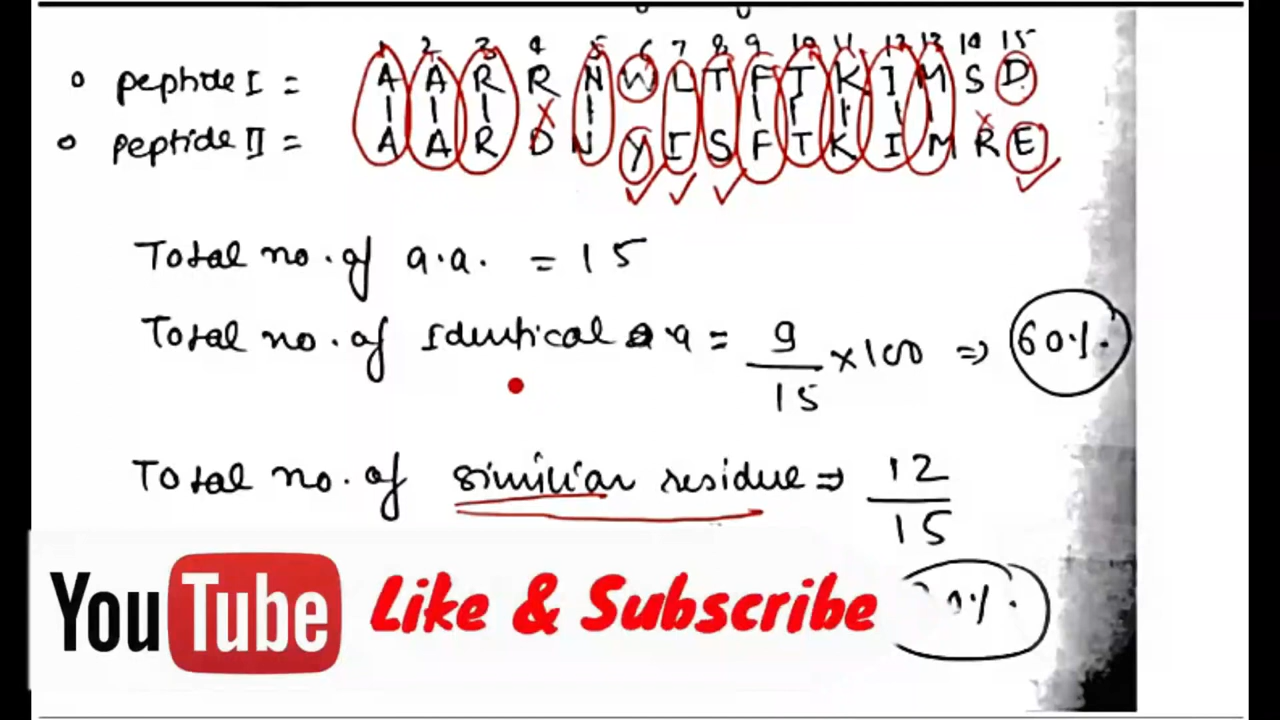 1 2 3 4 5 6 7 8 9 10 11 12 13 14 15
o peptide I = A A R R N W L T F T K I M S D
o peptide II = A A R D N Y I S F T K I M R E
Total no. of a.a. = 15
Total no. of Identical a.a = 9/15 × 100 => 60%.
Total no. of similiar residue => 12/15
YouTube Like & Subscribe